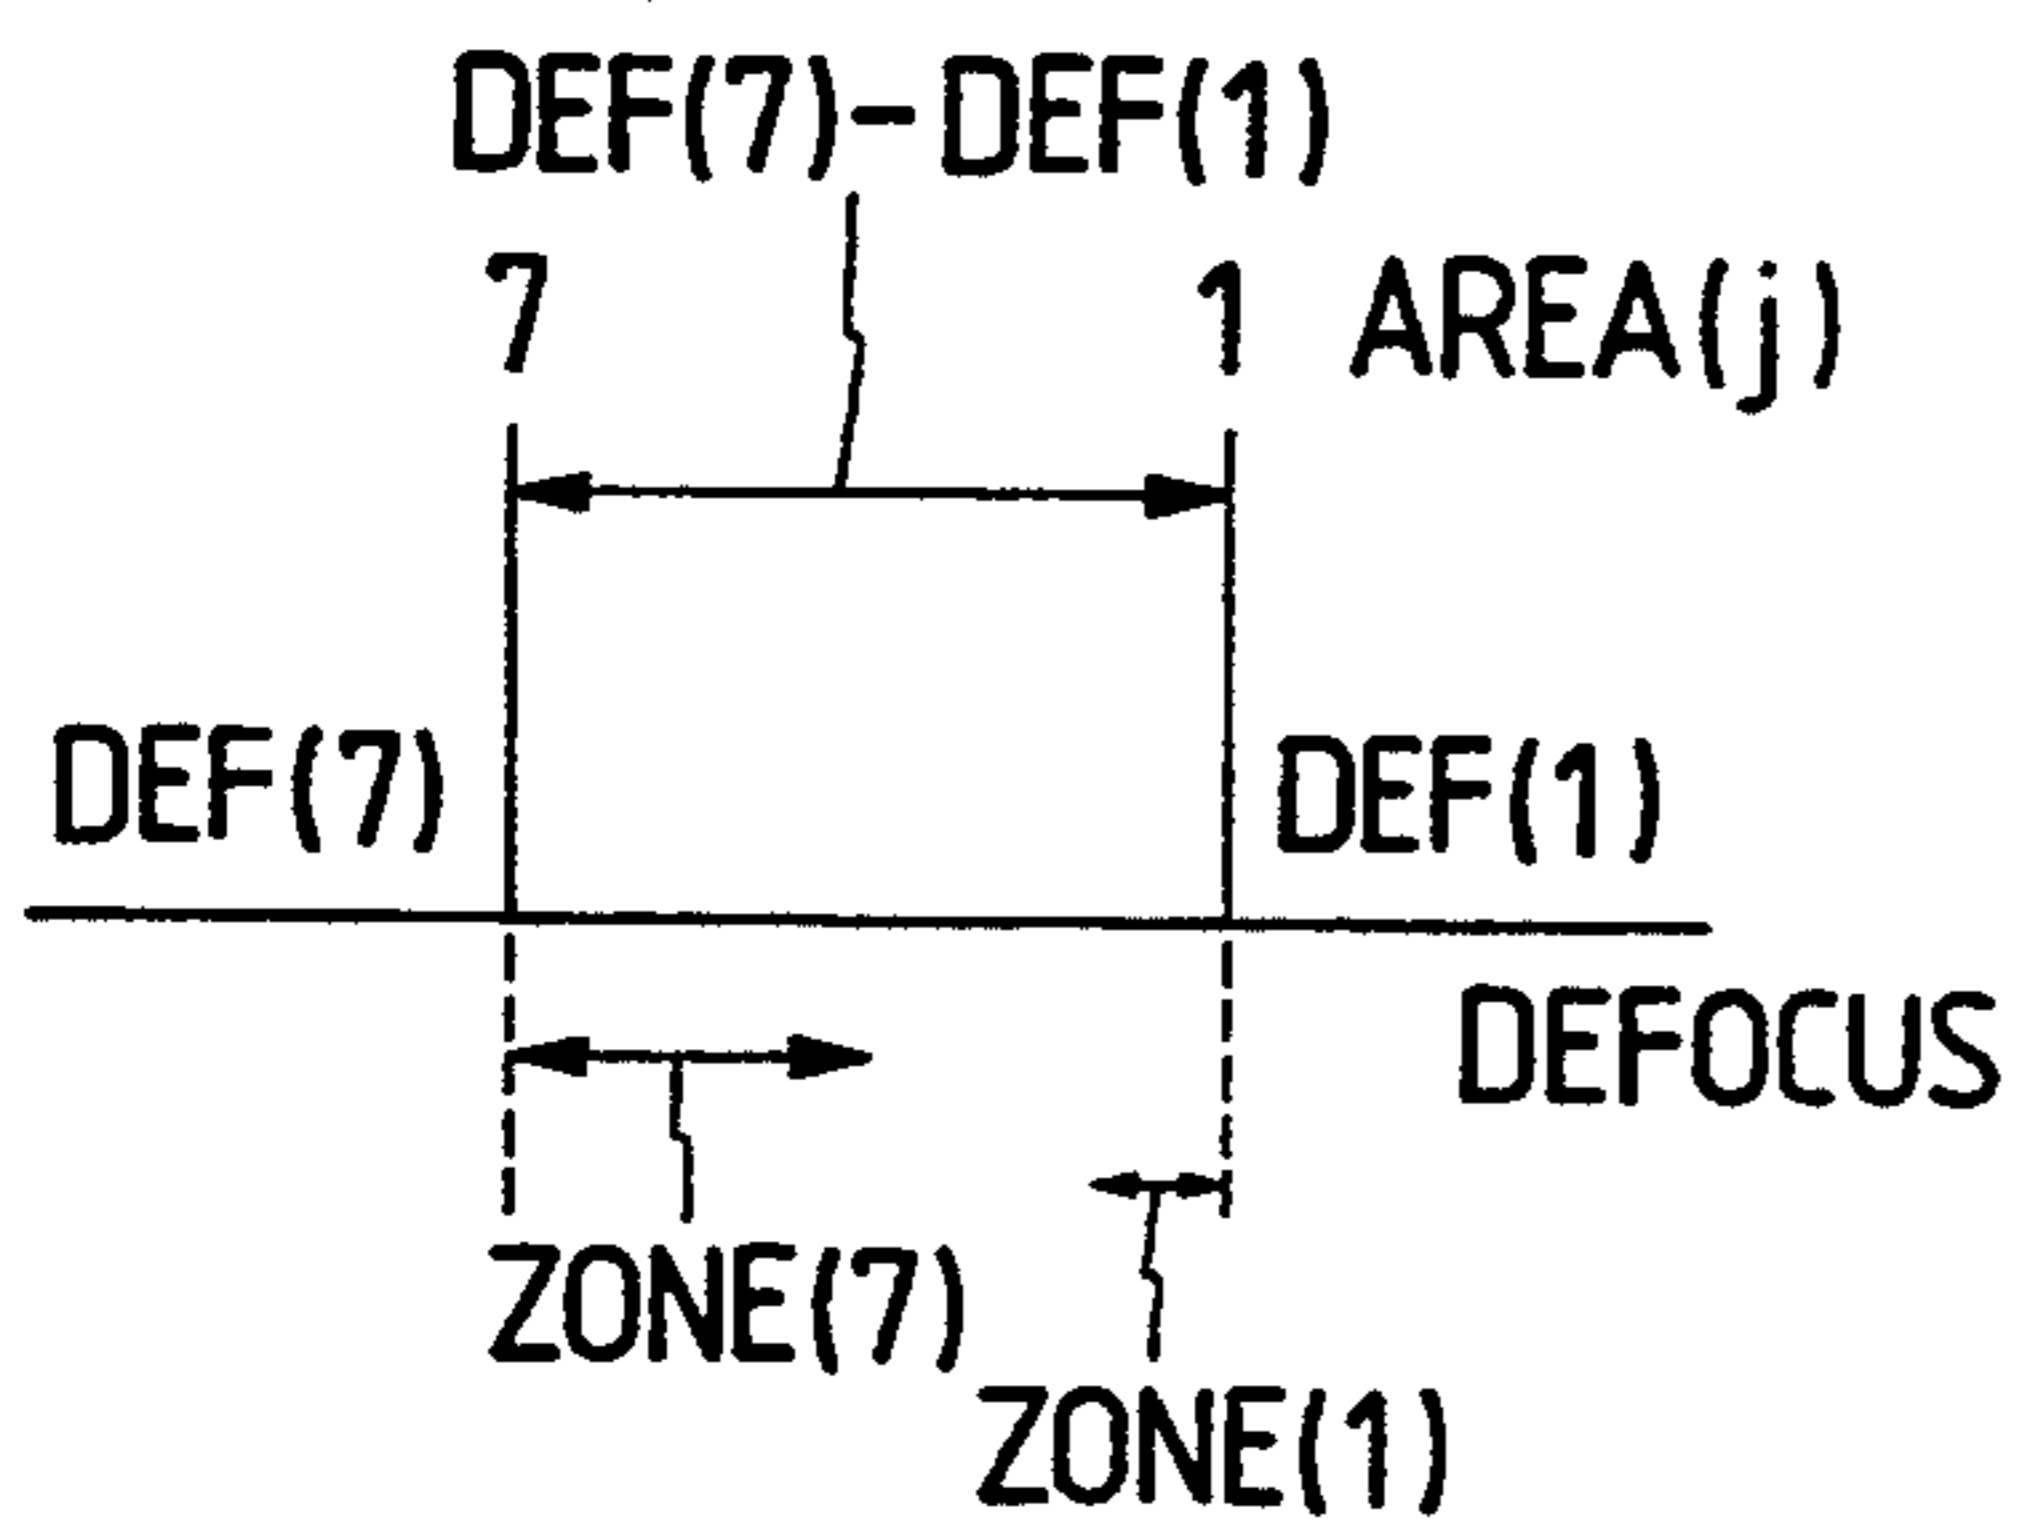 DEF(7)-DEF(1)
7 1 AREA(j)
DEF(7) DEF(1)
DEFOCUS
ZONE(7)
ZONE(1)